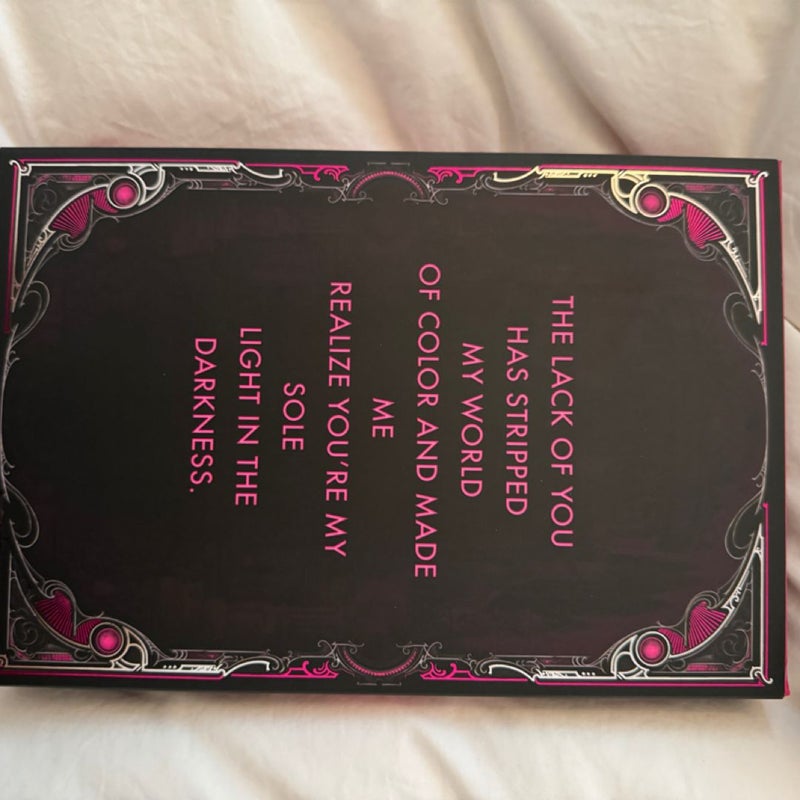 THE LACK OF YOU
HAS STRIPPED
MY WORLD
OF COLOR AND MADE
ME
REALIZE YOU'RE MY
SOLE
LIGHT IN THE
DARKNESS.